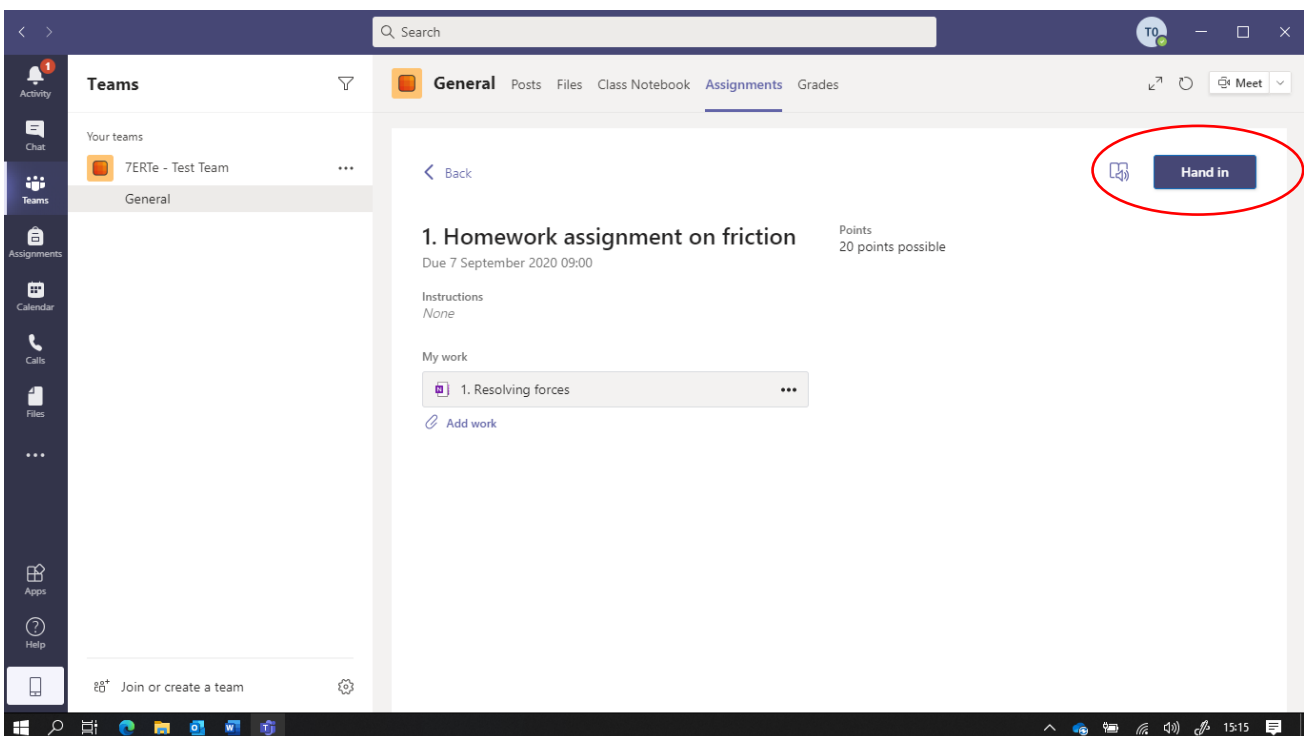 Search
TO
1
Activity
Chat
Teams
Assignments
Calendar
Calls
Files
Apps
Help
Teams
Your teams
7ERTe - Test Team
General
Join or create a team
General Posts Files Class Notebook Assignments Grades
Meet
Back
Hand in
1. Homework assignment on friction
Due 7 September 2020 09:00
Points
20 points possible
Instructions
None
My work
1. Resolving forces
Add work
15:15